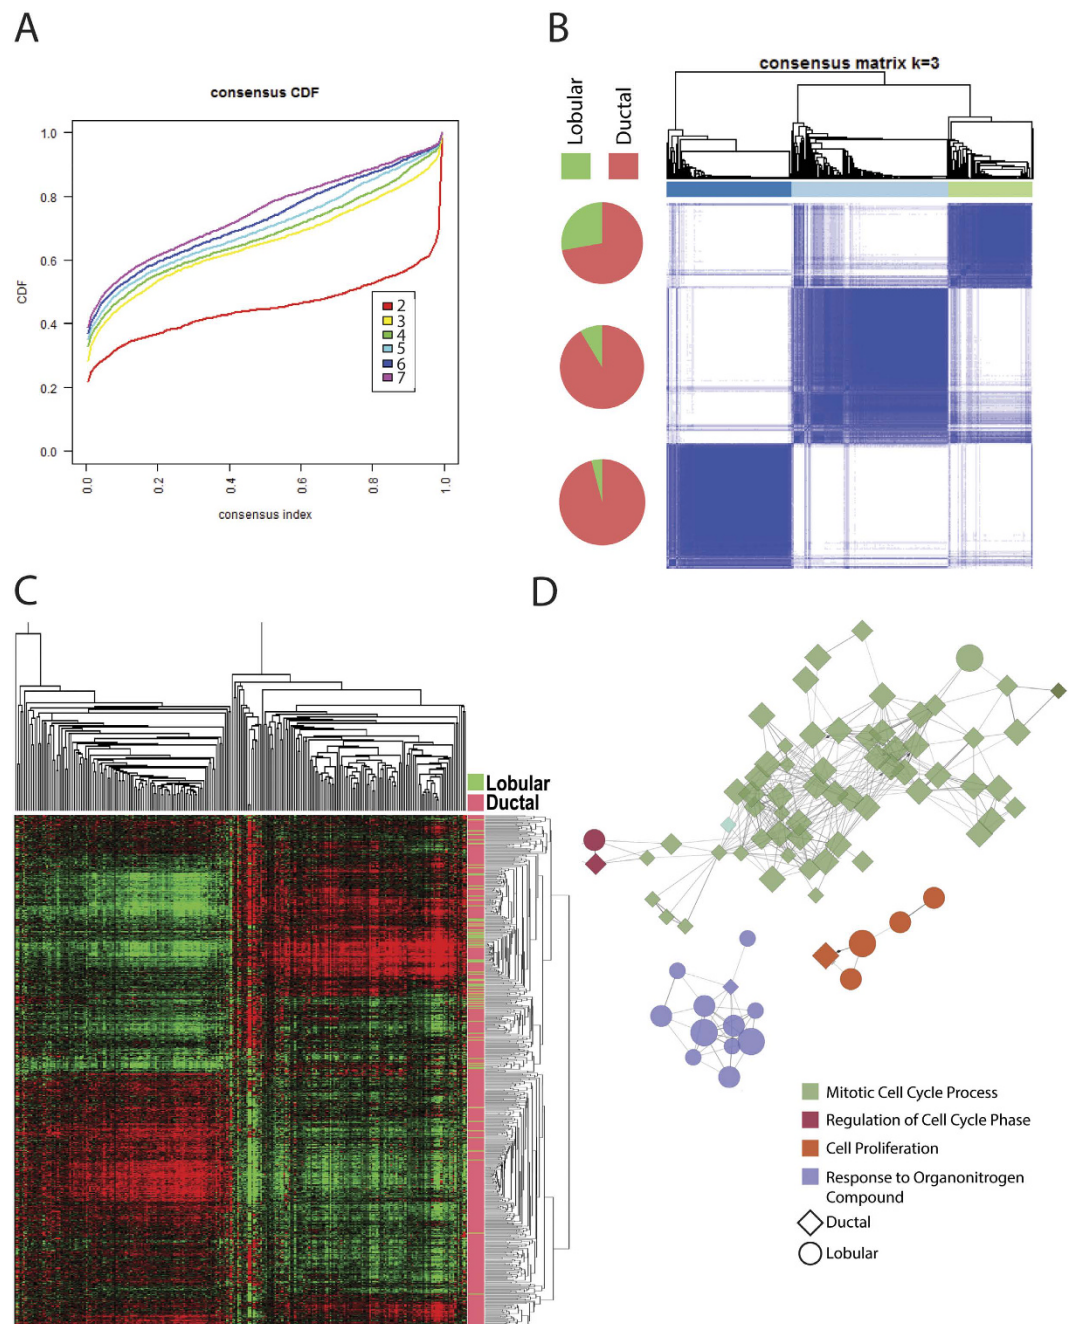 A
consensus CDF
CDF
1.0
0.8
0.6
0.4
0.2
0.0
0.0
0.2
0.4
0.6
0.8
1.0
consensus index
2
3
4
5
6
7
B
Lobular
Ductal
consensus matrix k=3
C
Lobular
Ductal
D
Mitotic Cell Cycle Process
Regulation of Cell Cycle Phase
Cell Proliferation
Response to Organonitrogen
Compound
Ductal
Lobular